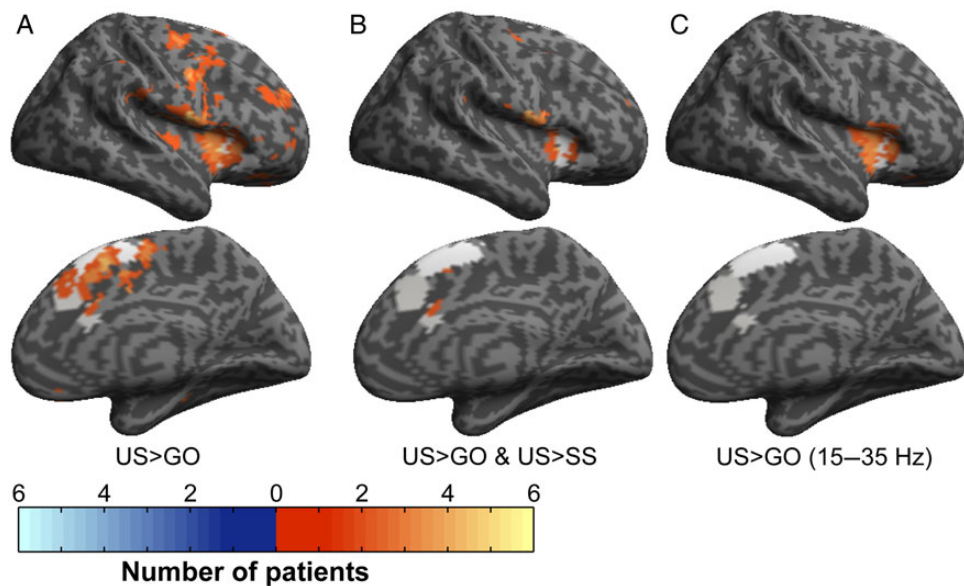 A B C
US>GO US>GO & US>SS US>GO (15–35 Hz)
6 4 2 0 2 4 6
Number of patients